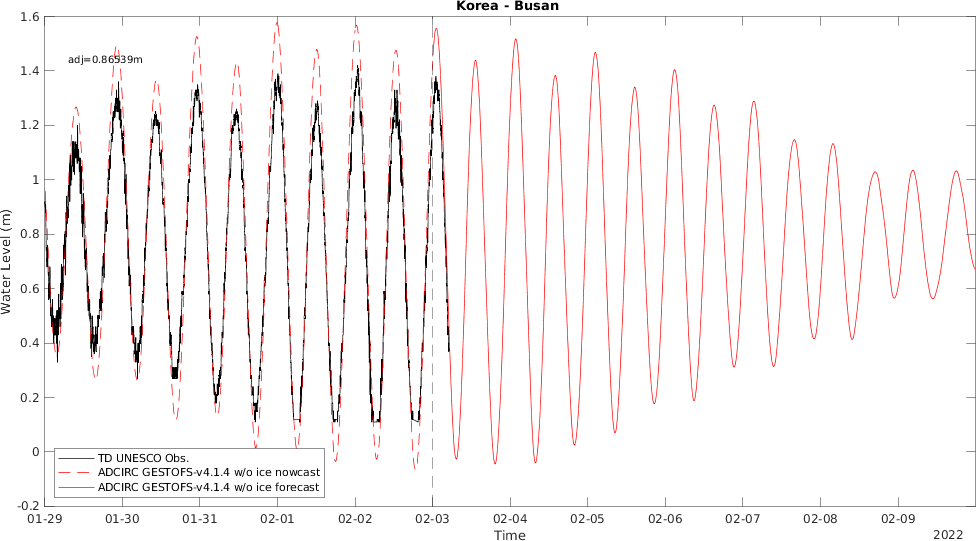 Korea - Busan
adj=0.86539m
Water Level (m)
1.6
1.4
1.2
1
0.8
0.6
0.4
0.2
0
-0.2
TD UNESCO Obs.
ADCIRC GESTOFS-v4.1.4 w/o ice nowcast
ADCIRC GESTOFS-v4.1.4 w/o ice forecast
01-29 01-30 01-31 02-01 02-02 02-03 02-04 02-05 02-06 02-07 02-08 02-09
Time
2022